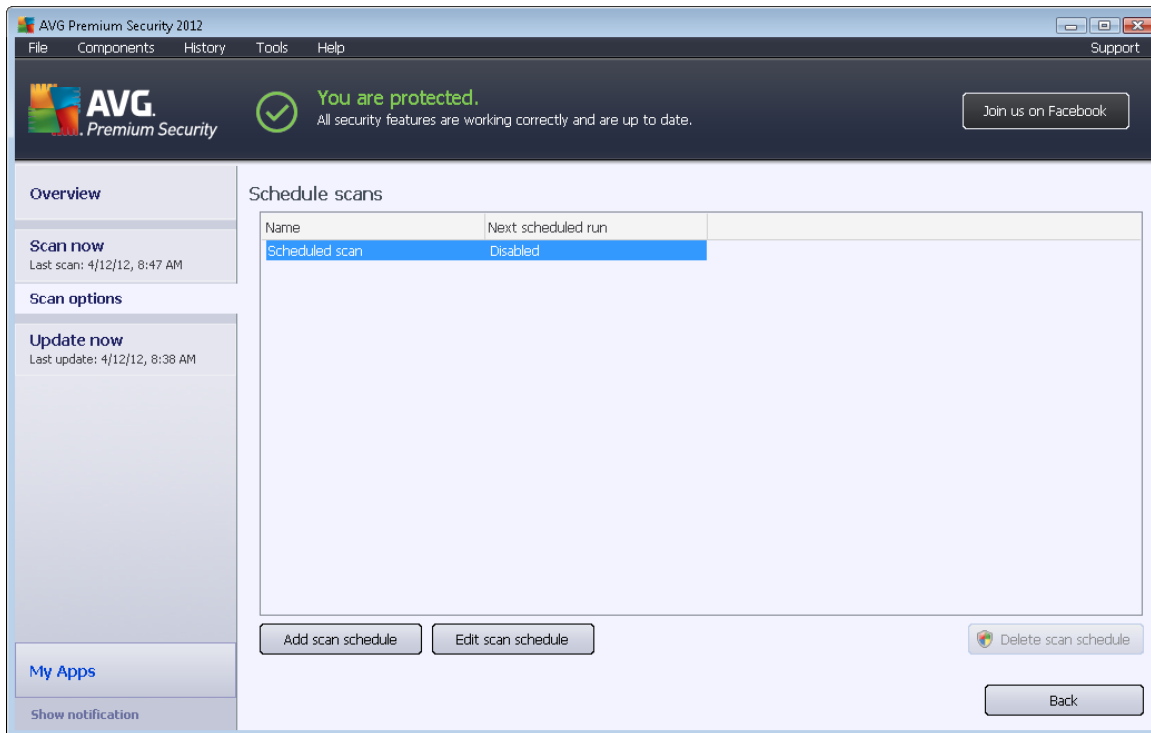 AVG Premium Security 2012
File Components History Tools Help Support
AVG.
Premium Security
You are protected.
All security features are working correctly and are up to date.
Join us on Facebook
Overview
Scan now
Last scan: 4/12/12, 8:47 AM
Scan options
Update now
Last update: 4/12/12, 8:38 AM
My Apps
Show notification
Schedule scans
Name Next scheduled run
Scheduled scan Disabled
Add scan schedule Edit scan schedule Delete scan schedule
Back